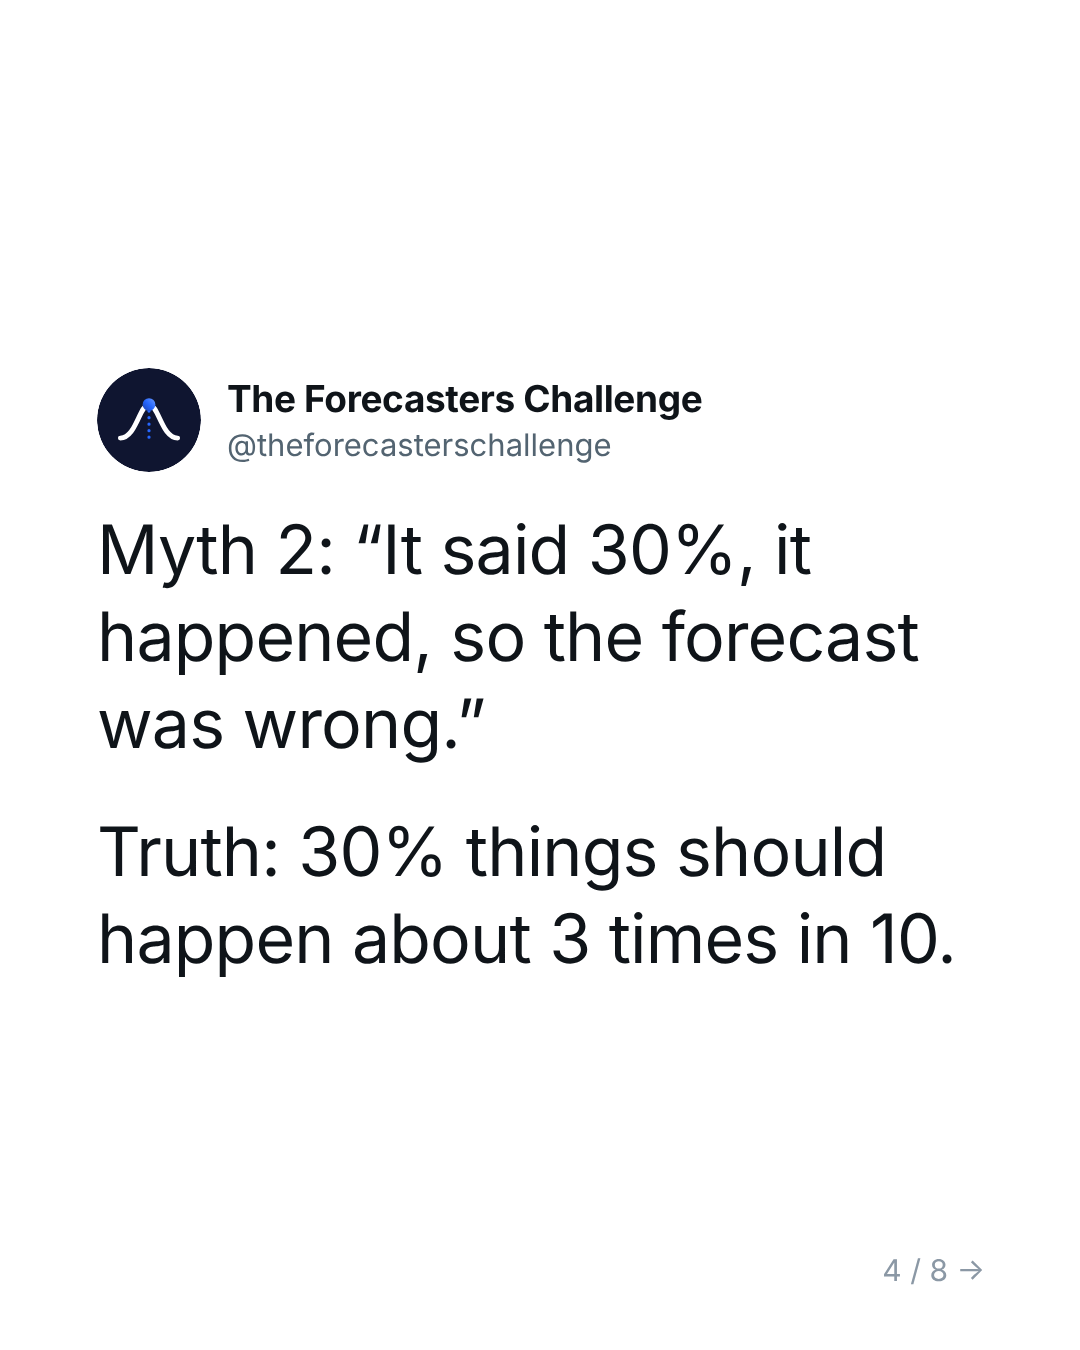 The Forecasters Challenge
@theforecasterschallenge
Myth 2: “It said 30%, it
happened, so the forecast
was wrong.”
Truth: 30% things should
happen about 3 times in 10.
4 / 8 →